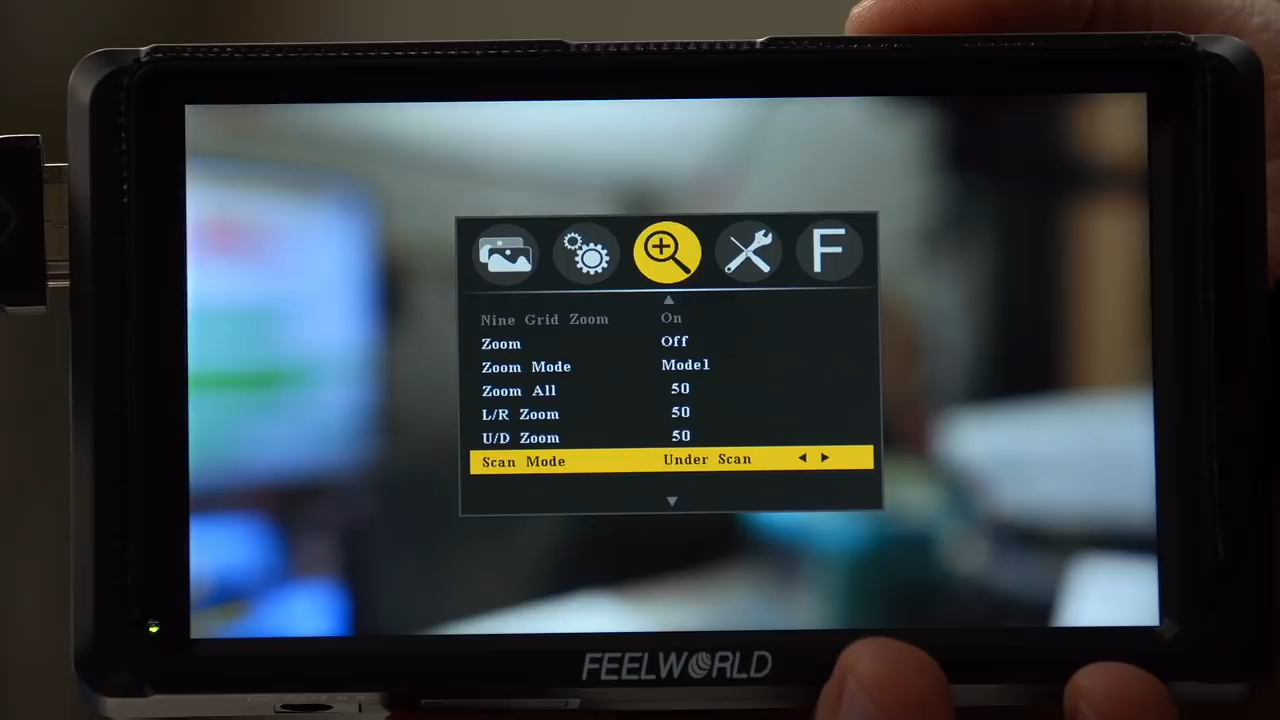 F
Nine Grid Zoom On
Zoom Off
Zoom Mode Mode1
Zoom All 50
L/R Zoom 50
U/D Zoom 50
Scan Mode Under Scan
FEELWORLD